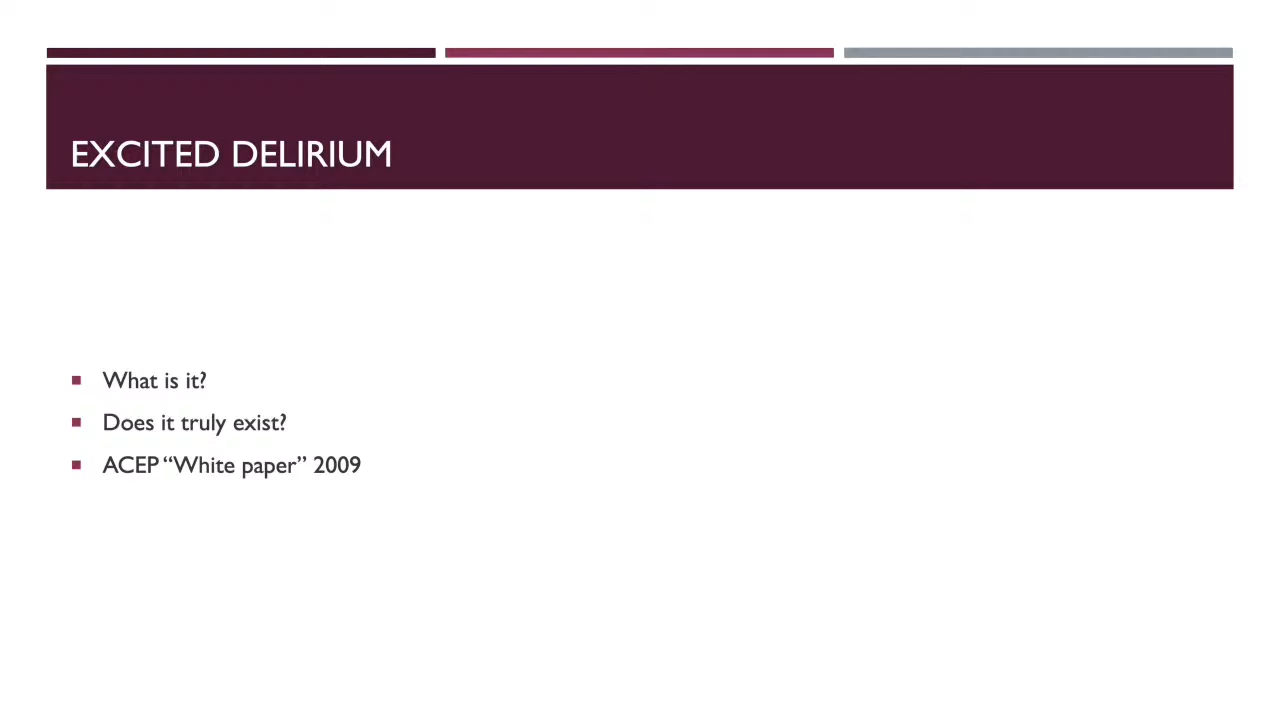 EXCITED DELIRIUM
What is it?
Does it truly exist?
ACEP “White paper” 2009